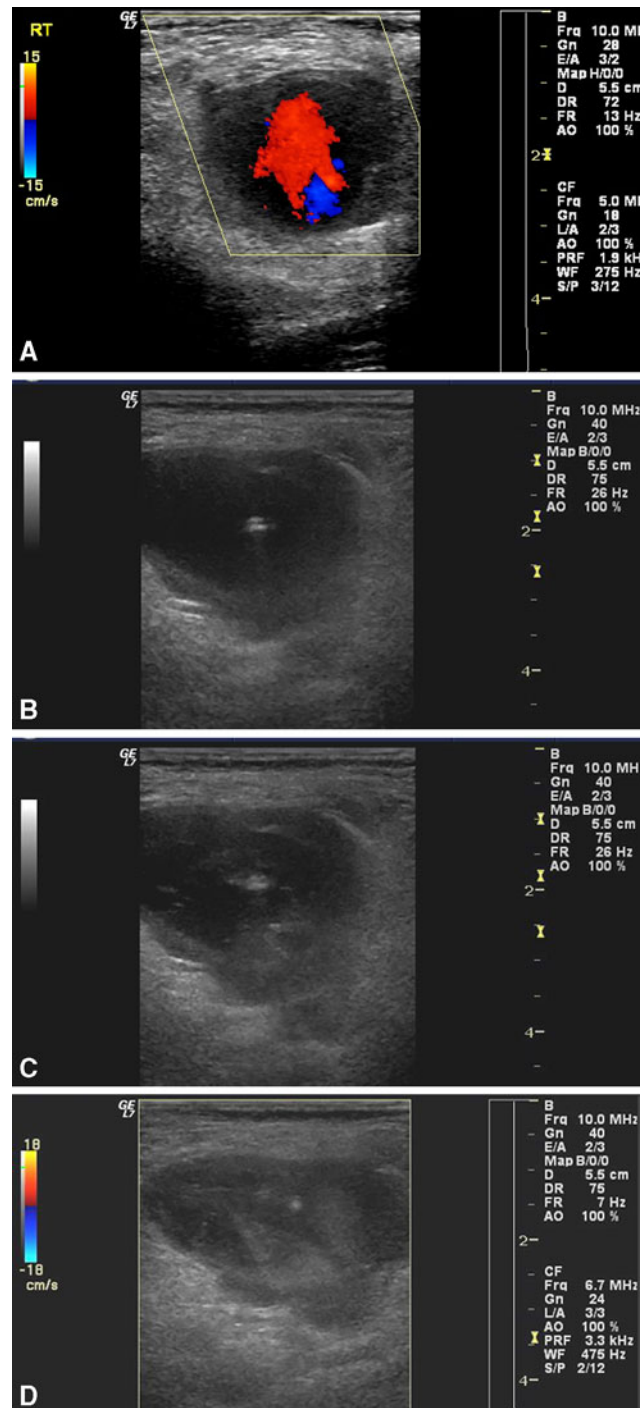 RT
15
-15
cm/s
GE
L7
B
Frq 10.0 MH
Gn 28
E/A 3/2
Map H/0/0
D 5.5 cm
DR 72
FR 13 Hz
AO 100 %
2
CF
Frq 5.0 MH
Gn 18
L/A 2/3
AO 100 %
PRF 1.9 kH
WF 275 Hz
S/P 3/12
4
A
GE
L7
B
Frq 10.0 MHz
Gn 40
E/A 2/3
Map B/0/0
D 5.5 cm
DR 75
FR 26 Hz
AO 100 %
2
4
B
GE
L7
B
Frq 10.0 MH
Gn 40
E/A 2/3
Map B/0/0
D 5.5 cm
DR 75
FR 26 Hz
AO 100 %
2
4
C
18
-18
cm/s
GE
L7
B
Frq 10.0 MHz
Gn 40
E/A 2/3
Map B/0/0
D 5.5 cm
DR 75
FR 7 Hz
AO 100 %
2
CF
Frq 6.7 MHz
Gn 24
L/A 3/3
AO 100 %
PRF 3.3 kHz
WF 475 Hz
S/P 2/12
4
D